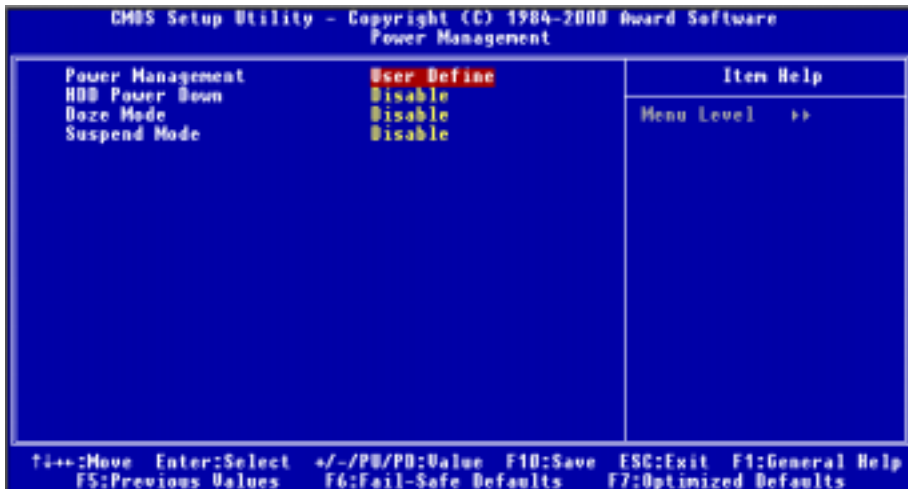 CMOS Setup Utility - Copyright (C) 1984-2000 Award Software
Power Management
Power Management User Define
HDD Power Down Disable
Doze Mode Disable
Suspend Mode Disable
Item Help
Menu Level ▸▸
↑↓→←:Move Enter:Select +/-/PU/PD:Value F10:Save ESC:Exit F1:General Help
F5:Previous Values F6:Fail-Safe Defaults F7:Optimized Defaults